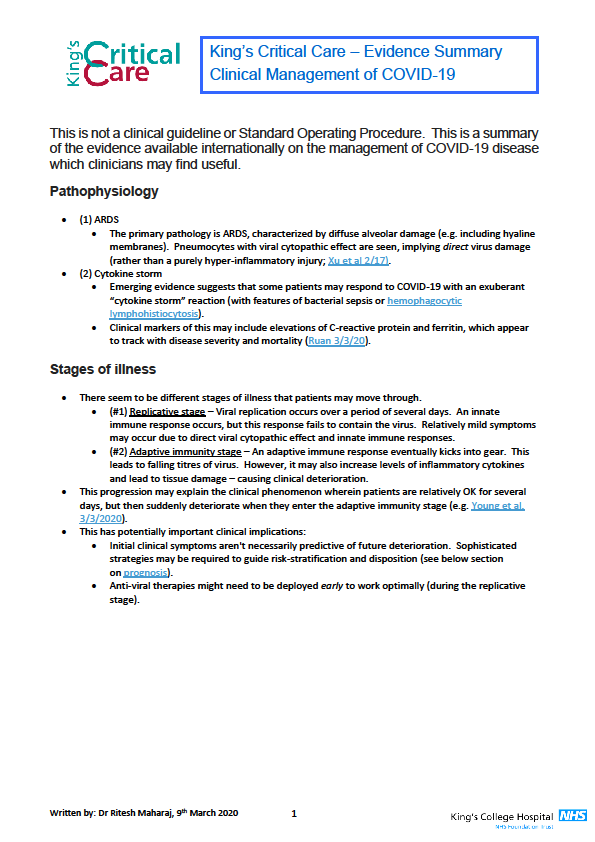 King's
Critical
Care
King's Critical Care – Evidence Summary
Clinical Management of COVID-19
This is not a clinical guideline or Standard Operating Procedure. This is a summary
of the evidence available internationally on the management of COVID-19 disease
which clinicians may find useful.
Pathophysiology
• (1) ARDS
• The primary pathology is ARDS, characterized by diffuse alveolar damage (e.g. including hyaline
membranes). Pneumocytes with viral cytopathic effect are seen, implying direct virus damage
(rather than a purely hyper-inflammatory injury; Xu et al 2/17).
• (2) Cytokine storm
• Emerging evidence suggests that some patients may respond to COVID-19 with an exuberant
"cytokine storm" reaction (with features of bacterial sepsis or hemophagocytic
lymphohistiocytosis).
• Clinical markers of this may include elevations of C-reactive protein and ferritin, which appear
to track with disease severity and mortality (Ruan 3/3/20).
Stages of illness
• There seem to be different stages of illness that patients may move through.
• (#1) Replicative stage – Viral replication occurs over a period of several days. An innate
immune response occurs, but this response fails to contain the virus. Relatively mild symptoms
may occur due to direct viral cytopathic effect and innate immune responses.
• (#2) Adaptive immunity stage – An adaptive immune response eventually kicks into gear. This
leads to falling titres of virus. However, it may also increase levels of inflammatory cytokines
and lead to tissue damage – causing clinical deterioration.
• This progression may explain the clinical phenomenon wherein patients are relatively OK for several
days, but then suddenly deteriorate when they enter the adaptive immunity stage (e.g. Young et al.
3/3/2020).
• This has potentially important clinical implications:
• Initial clinical symptoms aren't necessarily predictive of future deterioration. Sophisticated
strategies may be required to guide risk-stratification and disposition (see below section
on prognosis).
• Anti-viral therapies might need to be deployed early to work optimally (during the replicative
stage).
Written by: Dr Ritesh Maharaj, 9th March 2020
1
King's College Hospital NHS
NHS Foundation Trust